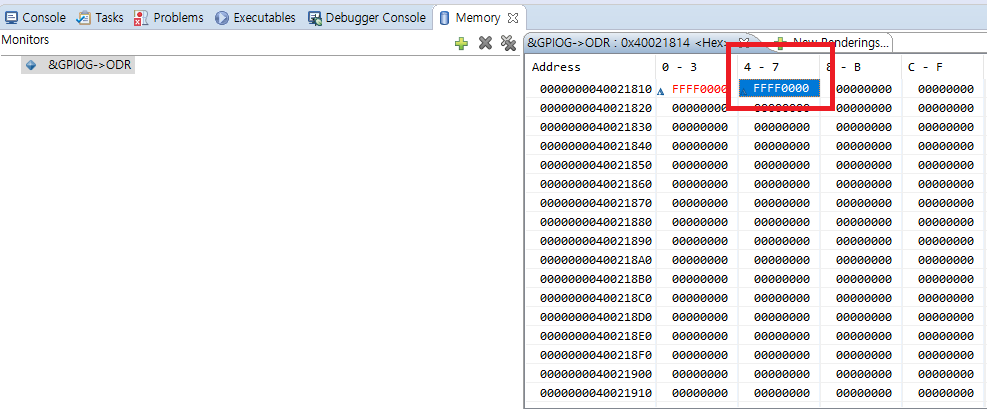 Console Tasks Problems Executables Debugger Console Memory
Monitors
&GPIOG->ODR
&GPIOG->ODR : 0x40021814 <Hex> New Renderings...
Address 0 - 3 4 - 7 8 - B C - F
0000000040021810 FFFF0000 FFFF0000 00000000 00000000
0000000040021820 00000000 00000000 00000000 00000000
0000000040021830 00000000 00000000 00000000 00000000
0000000040021840 00000000 00000000 00000000 00000000
0000000040021850 00000000 00000000 00000000 00000000
0000000040021860 00000000 00000000 00000000 00000000
0000000040021870 00000000 00000000 00000000 00000000
0000000040021880 00000000 00000000 00000000 00000000
0000000040021890 00000000 00000000 00000000 00000000
00000000400218A0 00000000 00000000 00000000 00000000
00000000400218B0 00000000 00000000 00000000 00000000
00000000400218C0 00000000 00000000 00000000 00000000
00000000400218D0 00000000 00000000 00000000 00000000
00000000400218E0 00000000 00000000 00000000 00000000
00000000400218F0 00000000 00000000 00000000 00000000
0000000040021900 00000000 00000000 00000000 00000000
0000000040021910 00000000 00000000 00000000 00000000